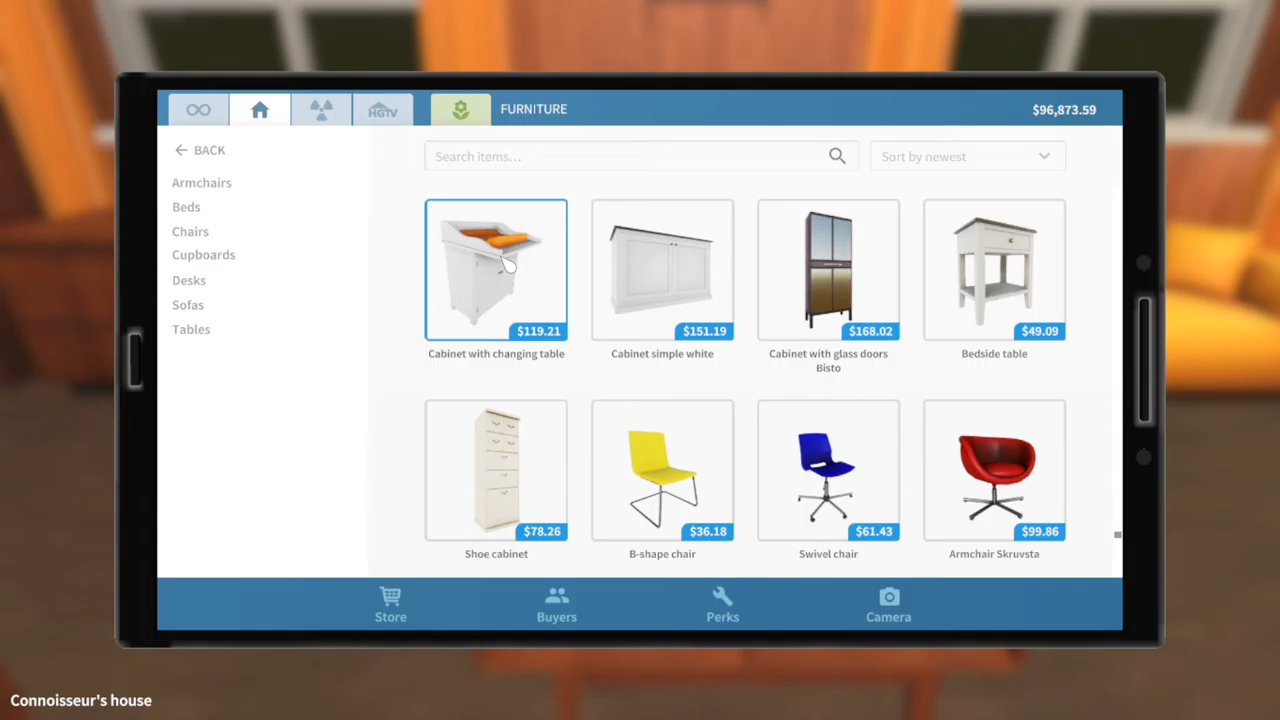 HGTV
FURNITURE
$96,873.59
BACK
Search items...
Sort by newest
Armchairs
Beds
Chairs
Cupboards
Desks
Sofas
Tables
$119.21
$151.19
$168.02
$49.09
Cabinet with changing table
Cabinet simple white
Cabinet with glass doors
Bisto
Bedside table
$78.26
$36.18
$61.43
$99.86
Shoe cabinet
B-shape chair
Swivel chair
Armchair Skruvsta
Store
Buyers
Perks
Camera
Connoisseur's house